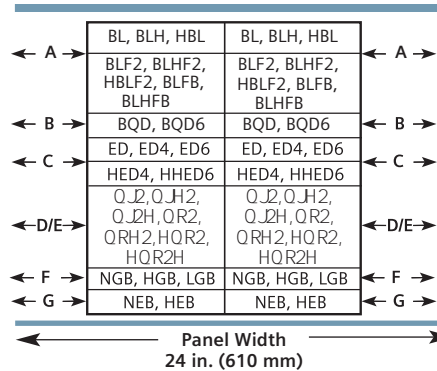 BL, BLH, HBL BL, BLH, HBL
A A
BLF2, BLHF2, BLF2, BLHF2,
HBLF2, BLFB, HBLF2, BLFB,
BLHFB BLHFB
B BQD, BQD6 BQD, BQD6 B
ED, ED4, ED6 ED, ED4, ED6
C C
HED4, HHED6 HED4, HHED6
QJ2, QJH2, QJ2, QJH2,
QJ2H, QR2, QJ2H, QR2,
D/E D/E
QRH2, HQR2, QRH2, HQR2,
HQR2H HQR2H
F NGB, HGB, LGB NGB, HGB, LGB F
G NEB, HEB NEB, HEB G
Panel Width
24 in. (610 mm)